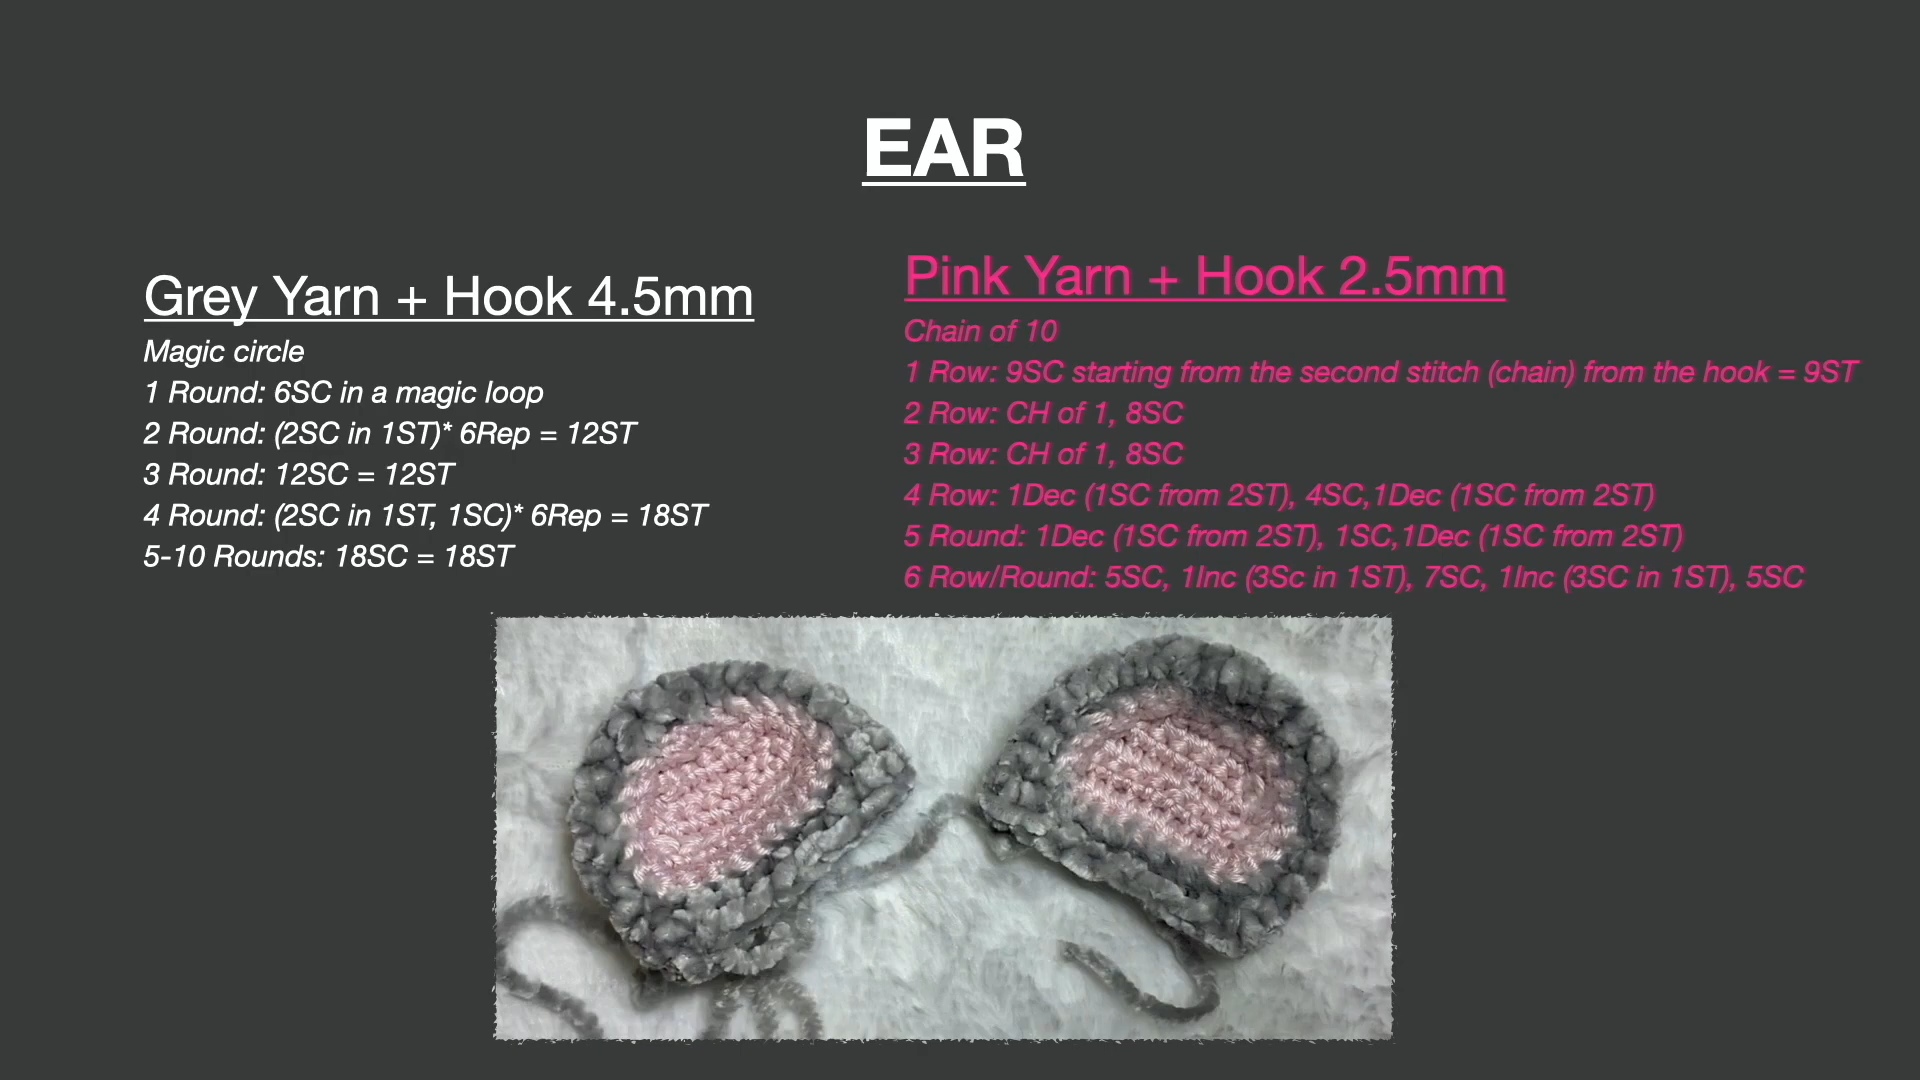 EAR
Grey Yarn + Hook 4.5mm
Magic circle
1 Round: 6SC in a magic loop
2 Round: (2SC in 1ST)* 6Rep = 12ST
3 Round: 12SC = 12ST
4 Round: (2SC in 1ST, 1SC)* 6Rep = 18ST
5-10 Rounds: 18SC = 18ST
Pink Yarn + Hook 2.5mm
Chain of 10
1 Row: 9SC starting from the second stitch (chain) from the hook = 9ST
2 Row: CH of 1, 8SC
3 Row: CH of 1, 8SC
4 Row: 1Dec (1SC from 2ST), 4SC,1Dec (1SC from 2ST)
5 Round: 1Dec (1SC from 2ST), 1SC,1Dec (1SC from 2ST)
6 Row/Round: 5SC, 1Inc (3Sc in 1ST), 7SC, 1Inc (3SC in 1ST), 5SC